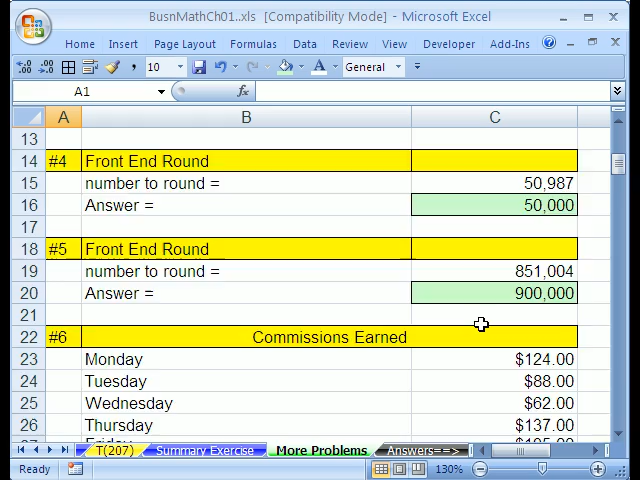 BusnMathCh01..xls [Compatibility Mode] - Microsoft Excel
Home Insert Page Layout Formulas Data Review View Developer Add-Ins
10 General
A1 fx
A B C
13
14 #4 Front End Round
15 number to round = 50,987
16 Answer = 50,000
17
18 #5 Front End Round
19 number to round = 851,004
20 Answer = 900,000
21
22 #6 Commissions Earned
23 Monday $124.00
24 Tuesday $88.00
25 Wednesday $62.00
26 Thursday $137.00
27 Friday
T(207) Summary Exercise More Problems Answers==>
Ready 130%